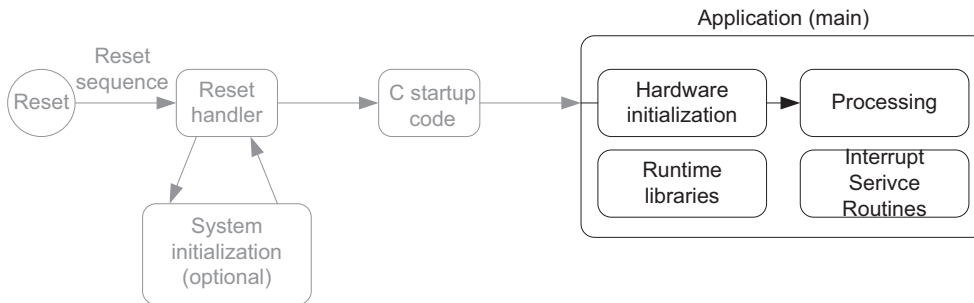 Application (main)
Reset
sequence
Reset
Reset
handler
C startup
code
Hardware
initialization
Processing
Runtime
libraries
Interrupt
Serivce
Routines
System
initialization
(optional)